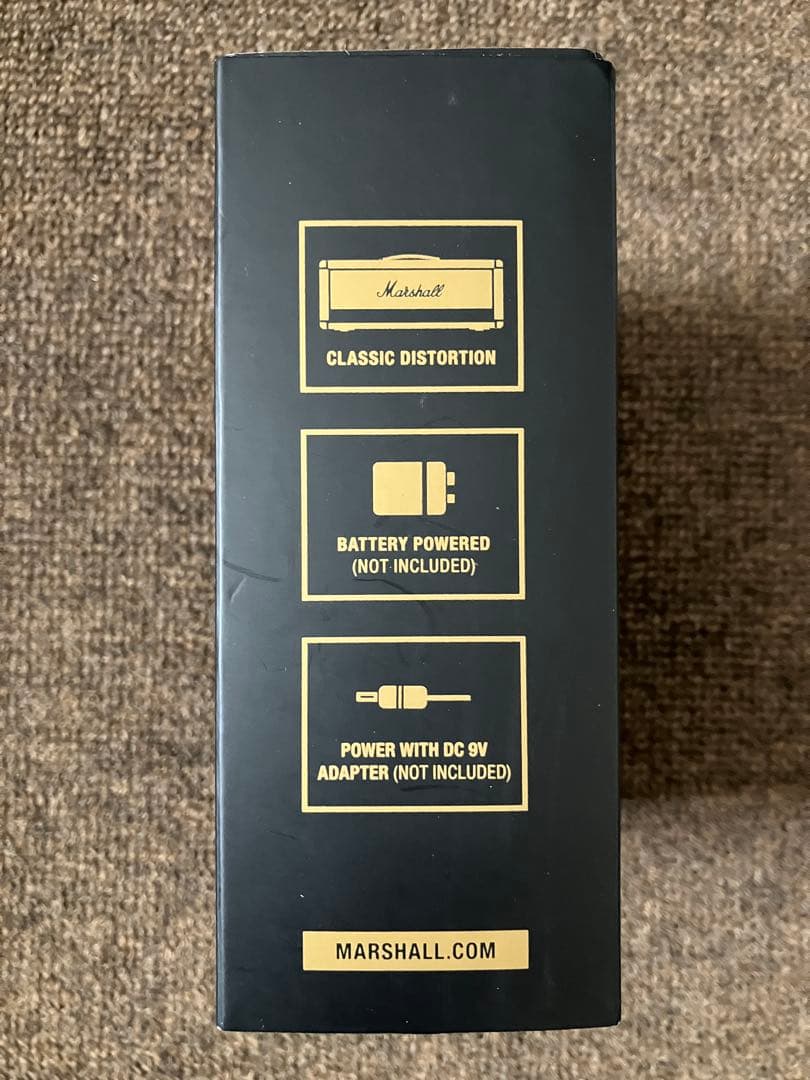 Marshall
CLASSIC DISTORTION
BATTERY POWERED
(NOT INCLUDED)
POWER WITH DC 9V
ADAPTER (NOT INCLUDED)
MARSHALL.COM